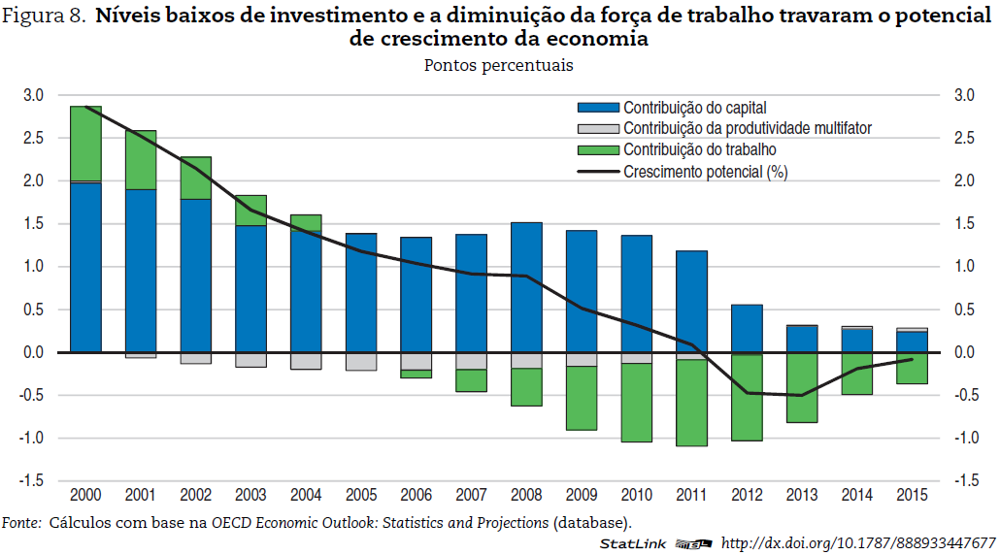 Figura 8. Níveis baixos de investimento e a diminuição da força de trabalho travaram o potencial
de crescimento da economia
Pontos percentuais
3.0 3.0
Contribuição do capital
Contribuição da produtividade multifator
2.5 2.5
Contribuição do trabalho
Crescimento potencial (%)
2.0 2.0
1.5 1.5
1.0 1.0
0.5 0.5
0.0 0.0
-0.5 -0.5
-1.0 -1.0
-1.5 -1.5
2000 2001 2002 2003 2004 2005 2006 2007 2008 2009 2010 2011 2012 2013 2014 2015
Fonte: Cálculos com base na OECD Economic Outlook: Statistics and Projections (database).
StatLink http://dx.doi.org/10.1787/888933447677